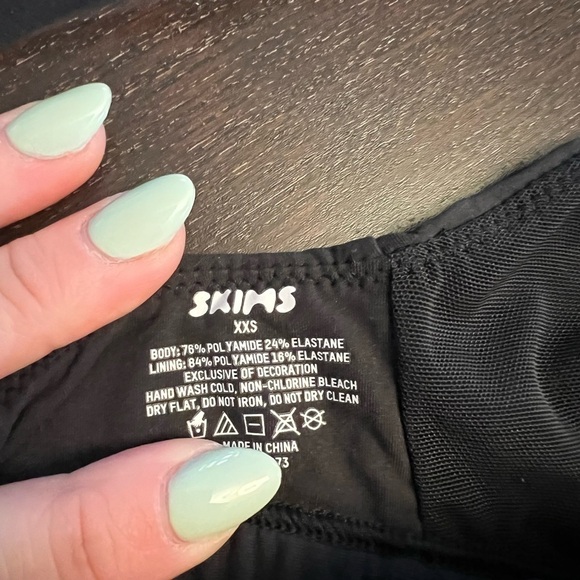 SKIMS
XXS
BODY: 76% POLYAMIDE 24% ELASTANE
LINING: 84% POLYAMIDE 16% ELASTANE
EXCLUSIVE OF DECORATION
HAND WASH COLD, NON-CHLORINE BLEACH
DRY FLAT, DO NOT IRON, DO NOT DRY CLEAN
MADE IN CHINA
73